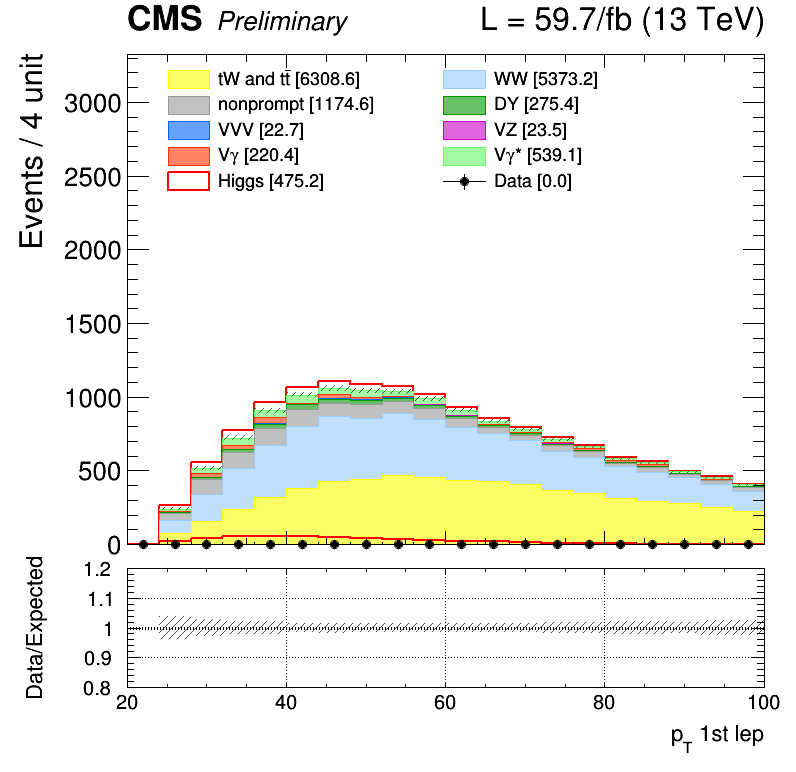 CMS Preliminary L = 59.7/fb (13 TeV)
Events / 4 unit
3000
2500
2000
1500
1000
500
0
tW and tt̄ [6308.6]
WW [5373.2]
nonprompt [1174.6]
DY [275.4]
VVV [22.7]
VZ [23.5]
Vγ [220.4]
Vγ* [539.1]
Higgs [475.2]
Data [0.0]
Data/Expected
1.2
1.1
1
0.9
0.8
20 40 60 80 100
p_T 1st lep